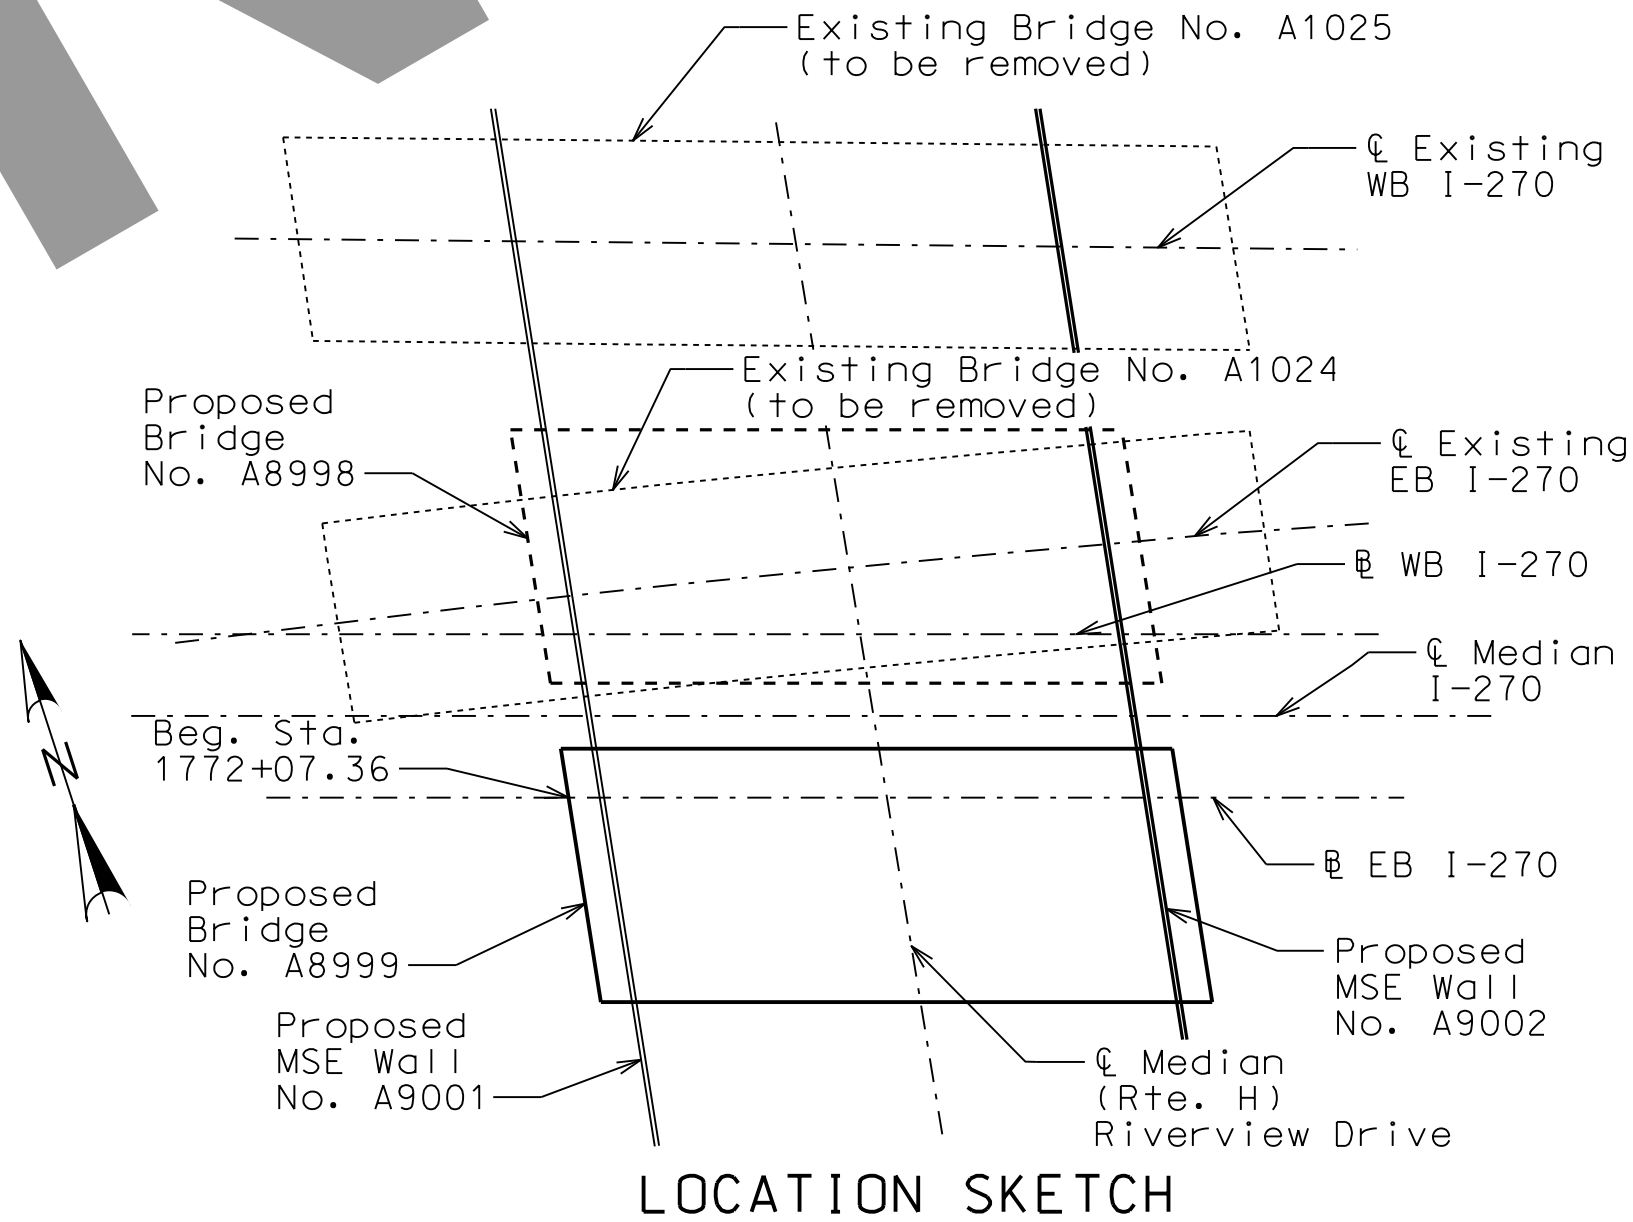 Existing Bridge No. A1025
(to be removed)
℄ Existing
WB I-270
Existing Bridge No. A1024
(to be removed)
Proposed
Bridge
No. A8998
℄ Existing
EB I-270
BL WB I-270
℄ Median
I-270
Beg. Sta.
1772+07.36
N
BL EB I-270
Proposed
Bridge
No. A8999
Proposed
MSE Wall
No. A9002
Proposed
MSE Wall
No. A9001
℄ Median
(Rte. H)
Riverview Drive
LOCATION SKETCH